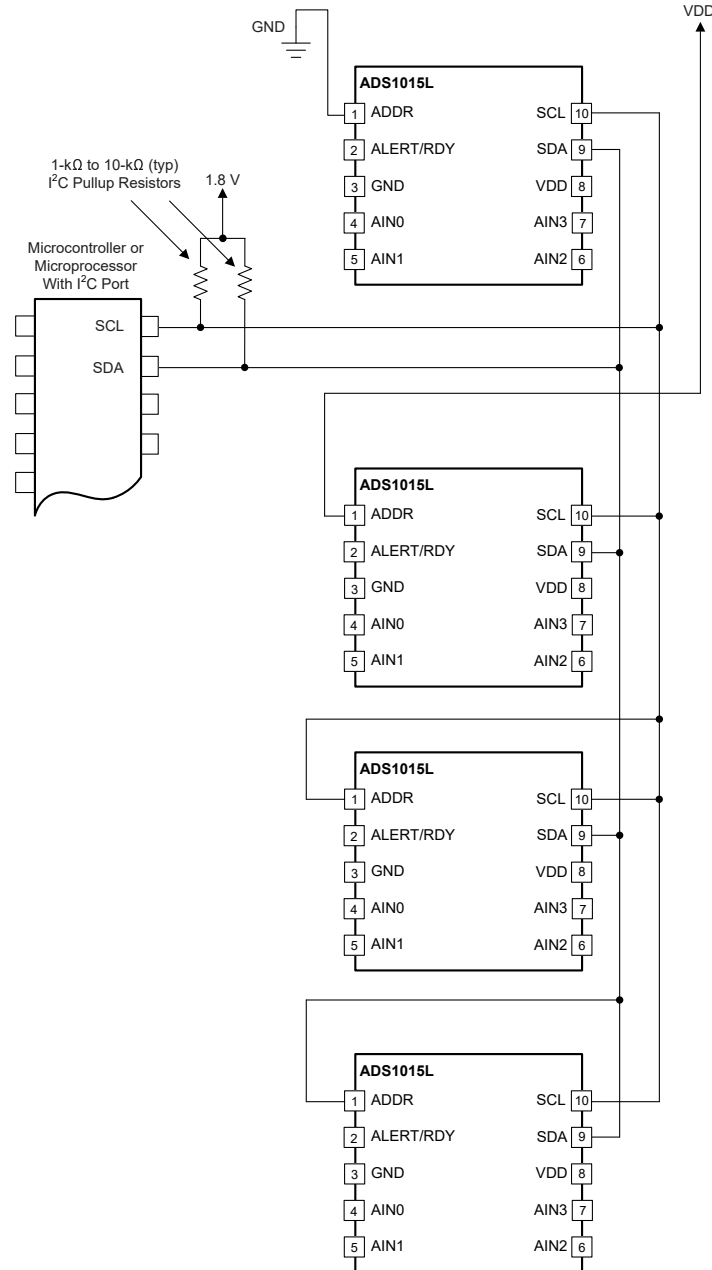 VDD
GND
ADS1015L
1 ADDR SCL 10
2 ALERT/RDY SDA 9
3 GND VDD 8
4 AIN0 AIN3 7
5 AIN1 AIN2 6
1-kΩ to 10-kΩ (typ)
I²C Pullup Resistors
1.8 V
Microcontroller or
Microprocessor
With I²C Port
SCL
SDA
ADS1015L
1 ADDR SCL 10
2 ALERT/RDY SDA 9
3 GND VDD 8
4 AIN0 AIN3 7
5 AIN1 AIN2 6
ADS1015L
1 ADDR SCL 10
2 ALERT/RDY SDA 9
3 GND VDD 8
4 AIN0 AIN3 7
5 AIN1 AIN2 6
ADS1015L
1 ADDR SCL 10
2 ALERT/RDY SDA 9
3 GND VDD 8
4 AIN0 AIN3 7
5 AIN1 AIN2 6